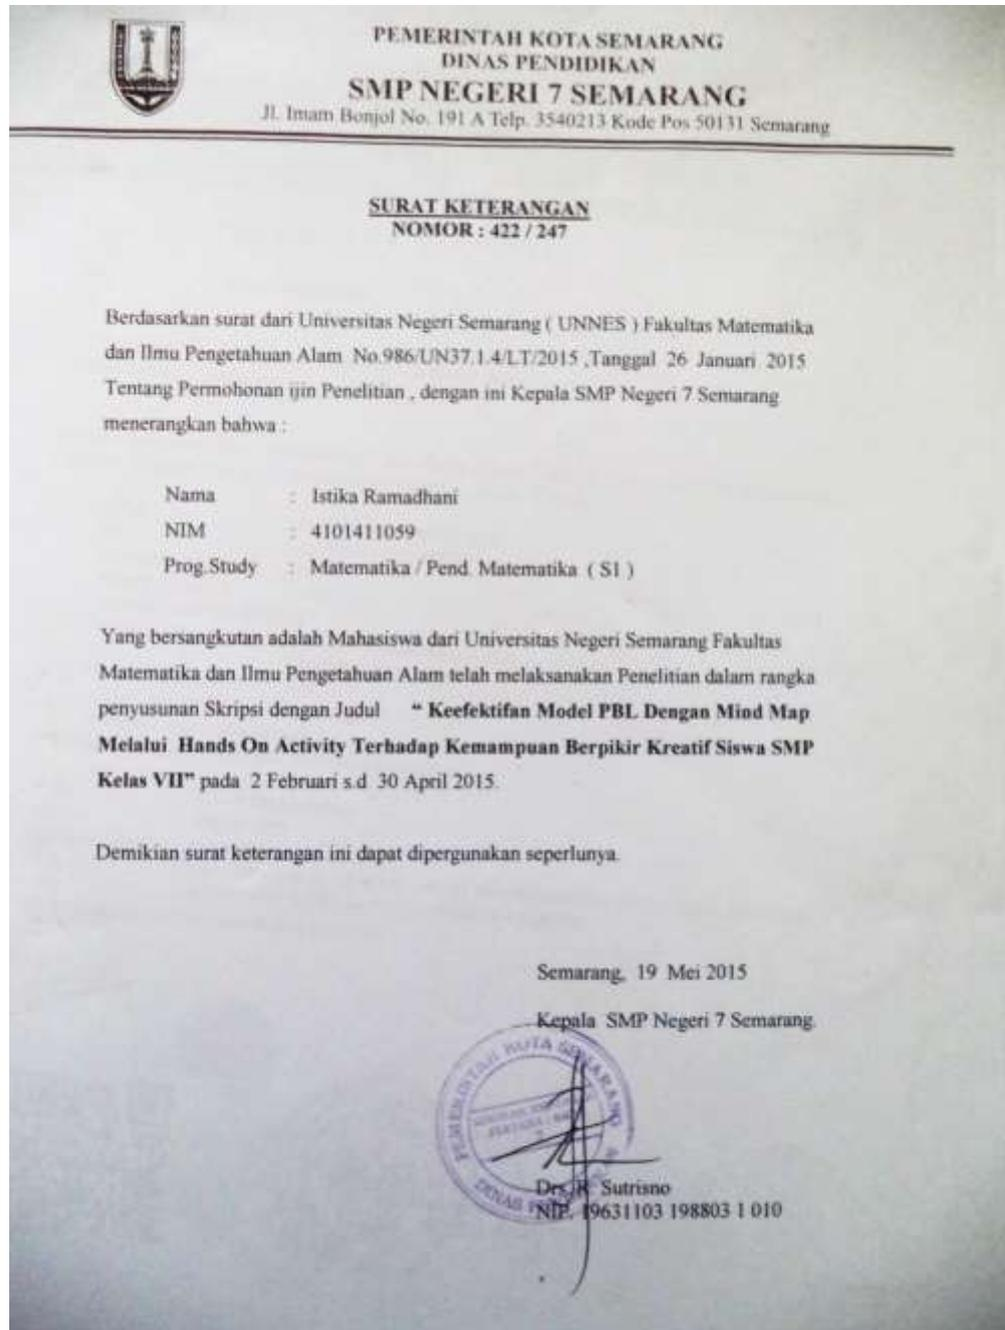 PEMERINTAH KOTA SEMARANG
DINAS PENDIDIKAN
SMP NEGERI 7 SEMARANG
Jl. Imam Bonjol No. 191 A Telp. 3540213 Kode Pos 50131 Semarang
SURAT KETERANGAN
NOMOR : 422 / 247
Berdasarkan surat dari Universitas Negeri Semarang ( UNNES ) Fakultas Matematika
dan Ilmu Pengetahuan Alam No.986/UN37.1.4/LT/2015 ,Tanggal 26 Januari 2015
Tentang Permohonan ijin Penelitian , dengan ini Kepala SMP Negeri 7 Semarang
menerangkan bahwa :
Nama : Istika Ramadhani
NIM : 4101411059
Prog.Study : Matematika / Pend. Matematika ( S1 )
Yang bersangkutan adalah Mahasiswa dari Universitas Negeri Semarang Fakultas
Matematika dan Ilmu Pengetahuan Alam telah melaksanakan Penelitian dalam rangka
penyusunan Skripsi dengan Judul “ Keefektifan Model PBL Dengan Mind Map
Melalui Hands On Activity Terhadap Kemampuan Berpikir Kreatif Siswa SMP
Kelas VII” pada 2 Februari s.d 30 April 2015.
Demikian surat keterangan ini dapat dipergunakan seperlunya.
Semarang, 19 Mei 2015
Kepala SMP Negeri 7 Semarang.
PEMERINTAH KOTA SEMARANG
DINAS
Drs. R. Sutrisno
NIP. 19631103 198803 1 010